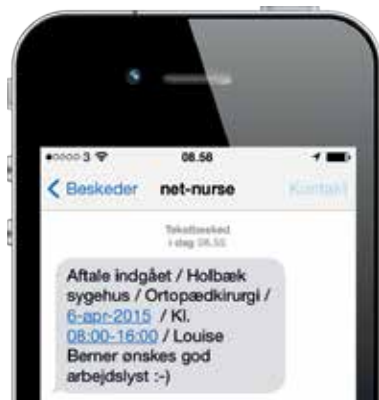 3 08.58
Beskeder net-nurse Kontakt
Tekstbesked
i dag 08.55
Aftale indgået / Holbæk
sygehus / Ortopædkirurgi /
6-apr-2015 / Kl.
08:00-16:00 / Louise
Berner ønskes god
arbejdslyst :-)